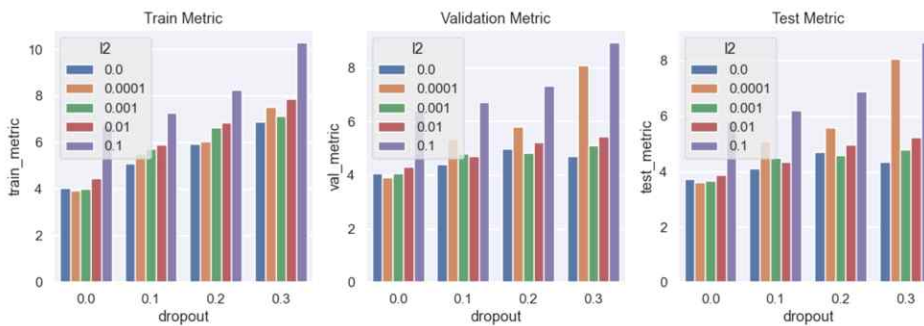 Train Metric
train_metric
10
8
6
4
2
0
l2
0.0
0.0001
0.001
0.01
0.1
0.0 0.1 0.2 0.3
dropout
Validation Metric
val_metric
8
6
4
2
0
l2
0.0
0.0001
0.001
0.01
0.1
0.0 0.1 0.2 0.3
dropout
Test Metric
test_metric
8
6
4
2
0
l2
0.0
0.0001
0.001
0.01
0.1
0.0 0.1 0.2 0.3
dropout